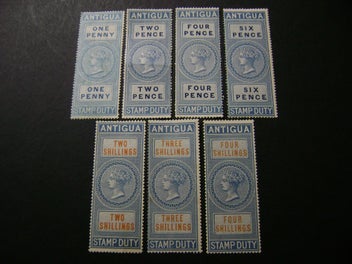 ANTIGUA
ONE
PENNY
ONE
PENNY
STAMP DUTY
ANTIGUA
TWO
PENCE
TWO
PENCE
STAMP DUTY
ANTIGUA
FOUR
PENCE
FOUR
PENCE
STAMP DUTY
ANTIGUA
SIX
PENCE
SIX
PENCE
STAMP DUTY
ANTIGUA
TWO
SHILLINGS
TWO
SHILLINGS
STAMP DUTY
ANTIGUA
THREE
SHILLINGS
THREE
SHILLINGS
STAMP DUTY
ANTIGUA
FOUR
SHILLINGS
FOUR
SHILLINGS
STAMP DUTY